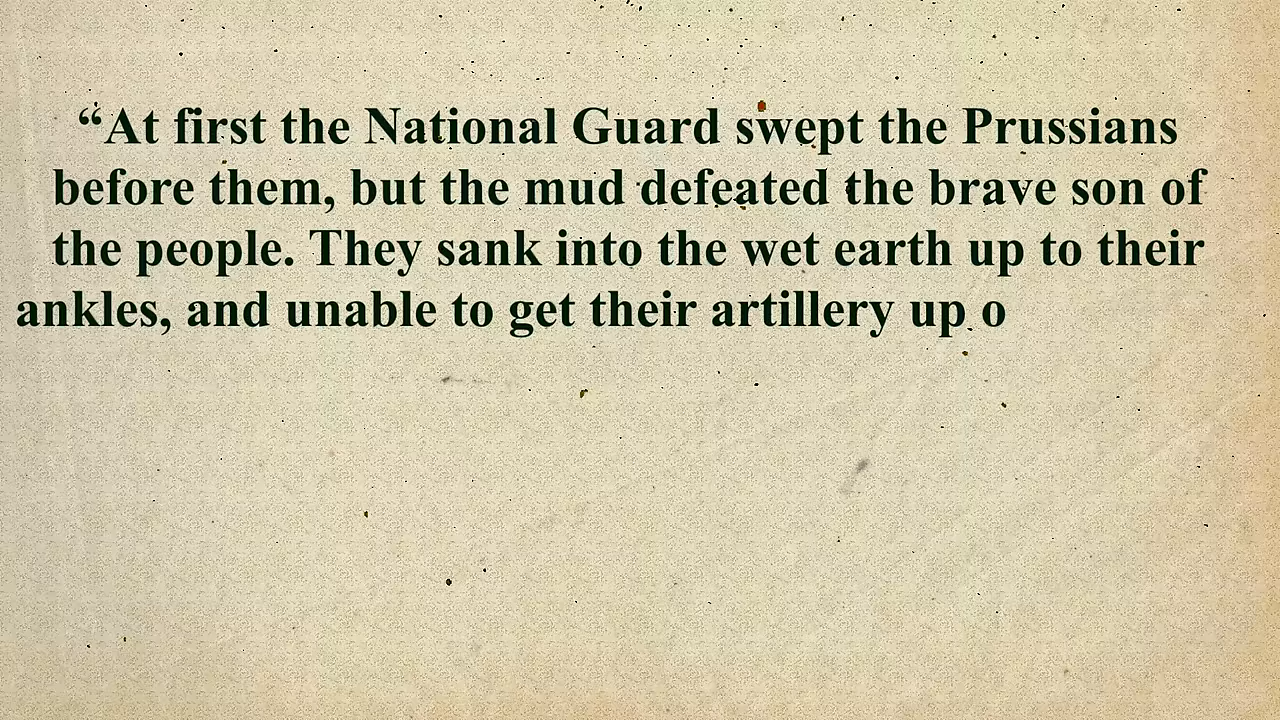 “At first the National Guard swept the Prussians
before them, but the mud defeated the brave son of
the people. They sank into the wet earth up to their
ankles, and unable to get their artillery up o